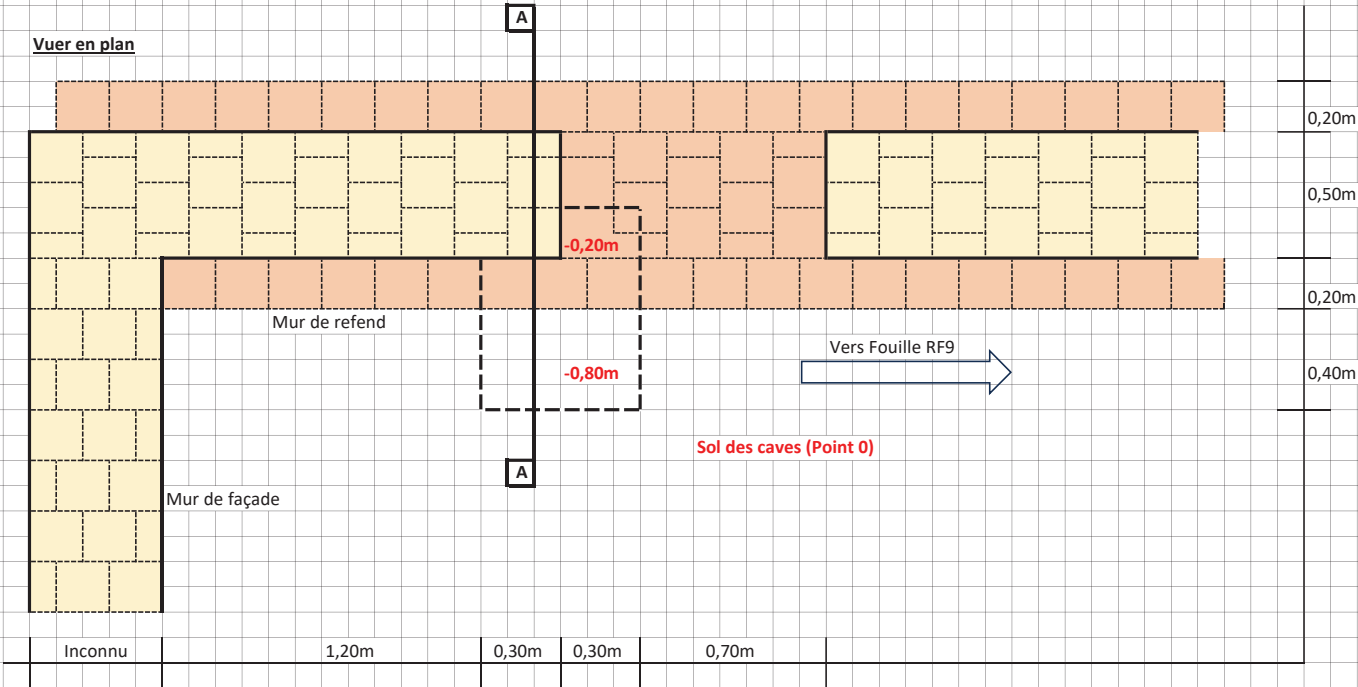 A
Vuer en plan
0,20m
0,50m
-0,20m
0,20m
Mur de refend
Vers Fouille RF9
-0,80m
0,40m
Sol des caves (Point 0)
A
Mur de façade
Inconnu
1,20m
0,30m
0,30m
0,70m